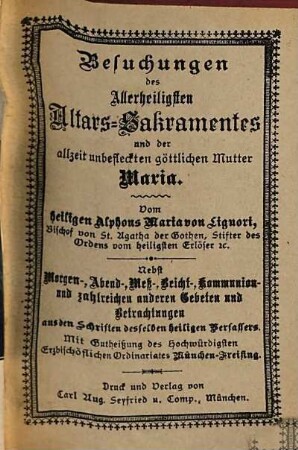 Besuchungen
des
Allerheiligsten
Altars-Sakramentes
und der
allzeit unbefleckten göttlichen Mutter
Maria.
Vom
heiligen Alphons Maria von Liguori,
Bischof von St. Agatha der Gothen, Stifter des
Ordens vom heiligsten Erlöser ꝛc.
Nebst
Morgen-, Abend-, Meß-, Beicht-, Kommunion-
und zahlreichen anderen Gebeten und
Betrachtungen
aus den Schriften desselben heiligen Verfassers.
Mit Gutheißung des Hochwürdigsten
Erzbischöflichen Ordinariates München-Freising.
Druck und Verlag von
Carl Aug. Seyfried u. Comp., München.